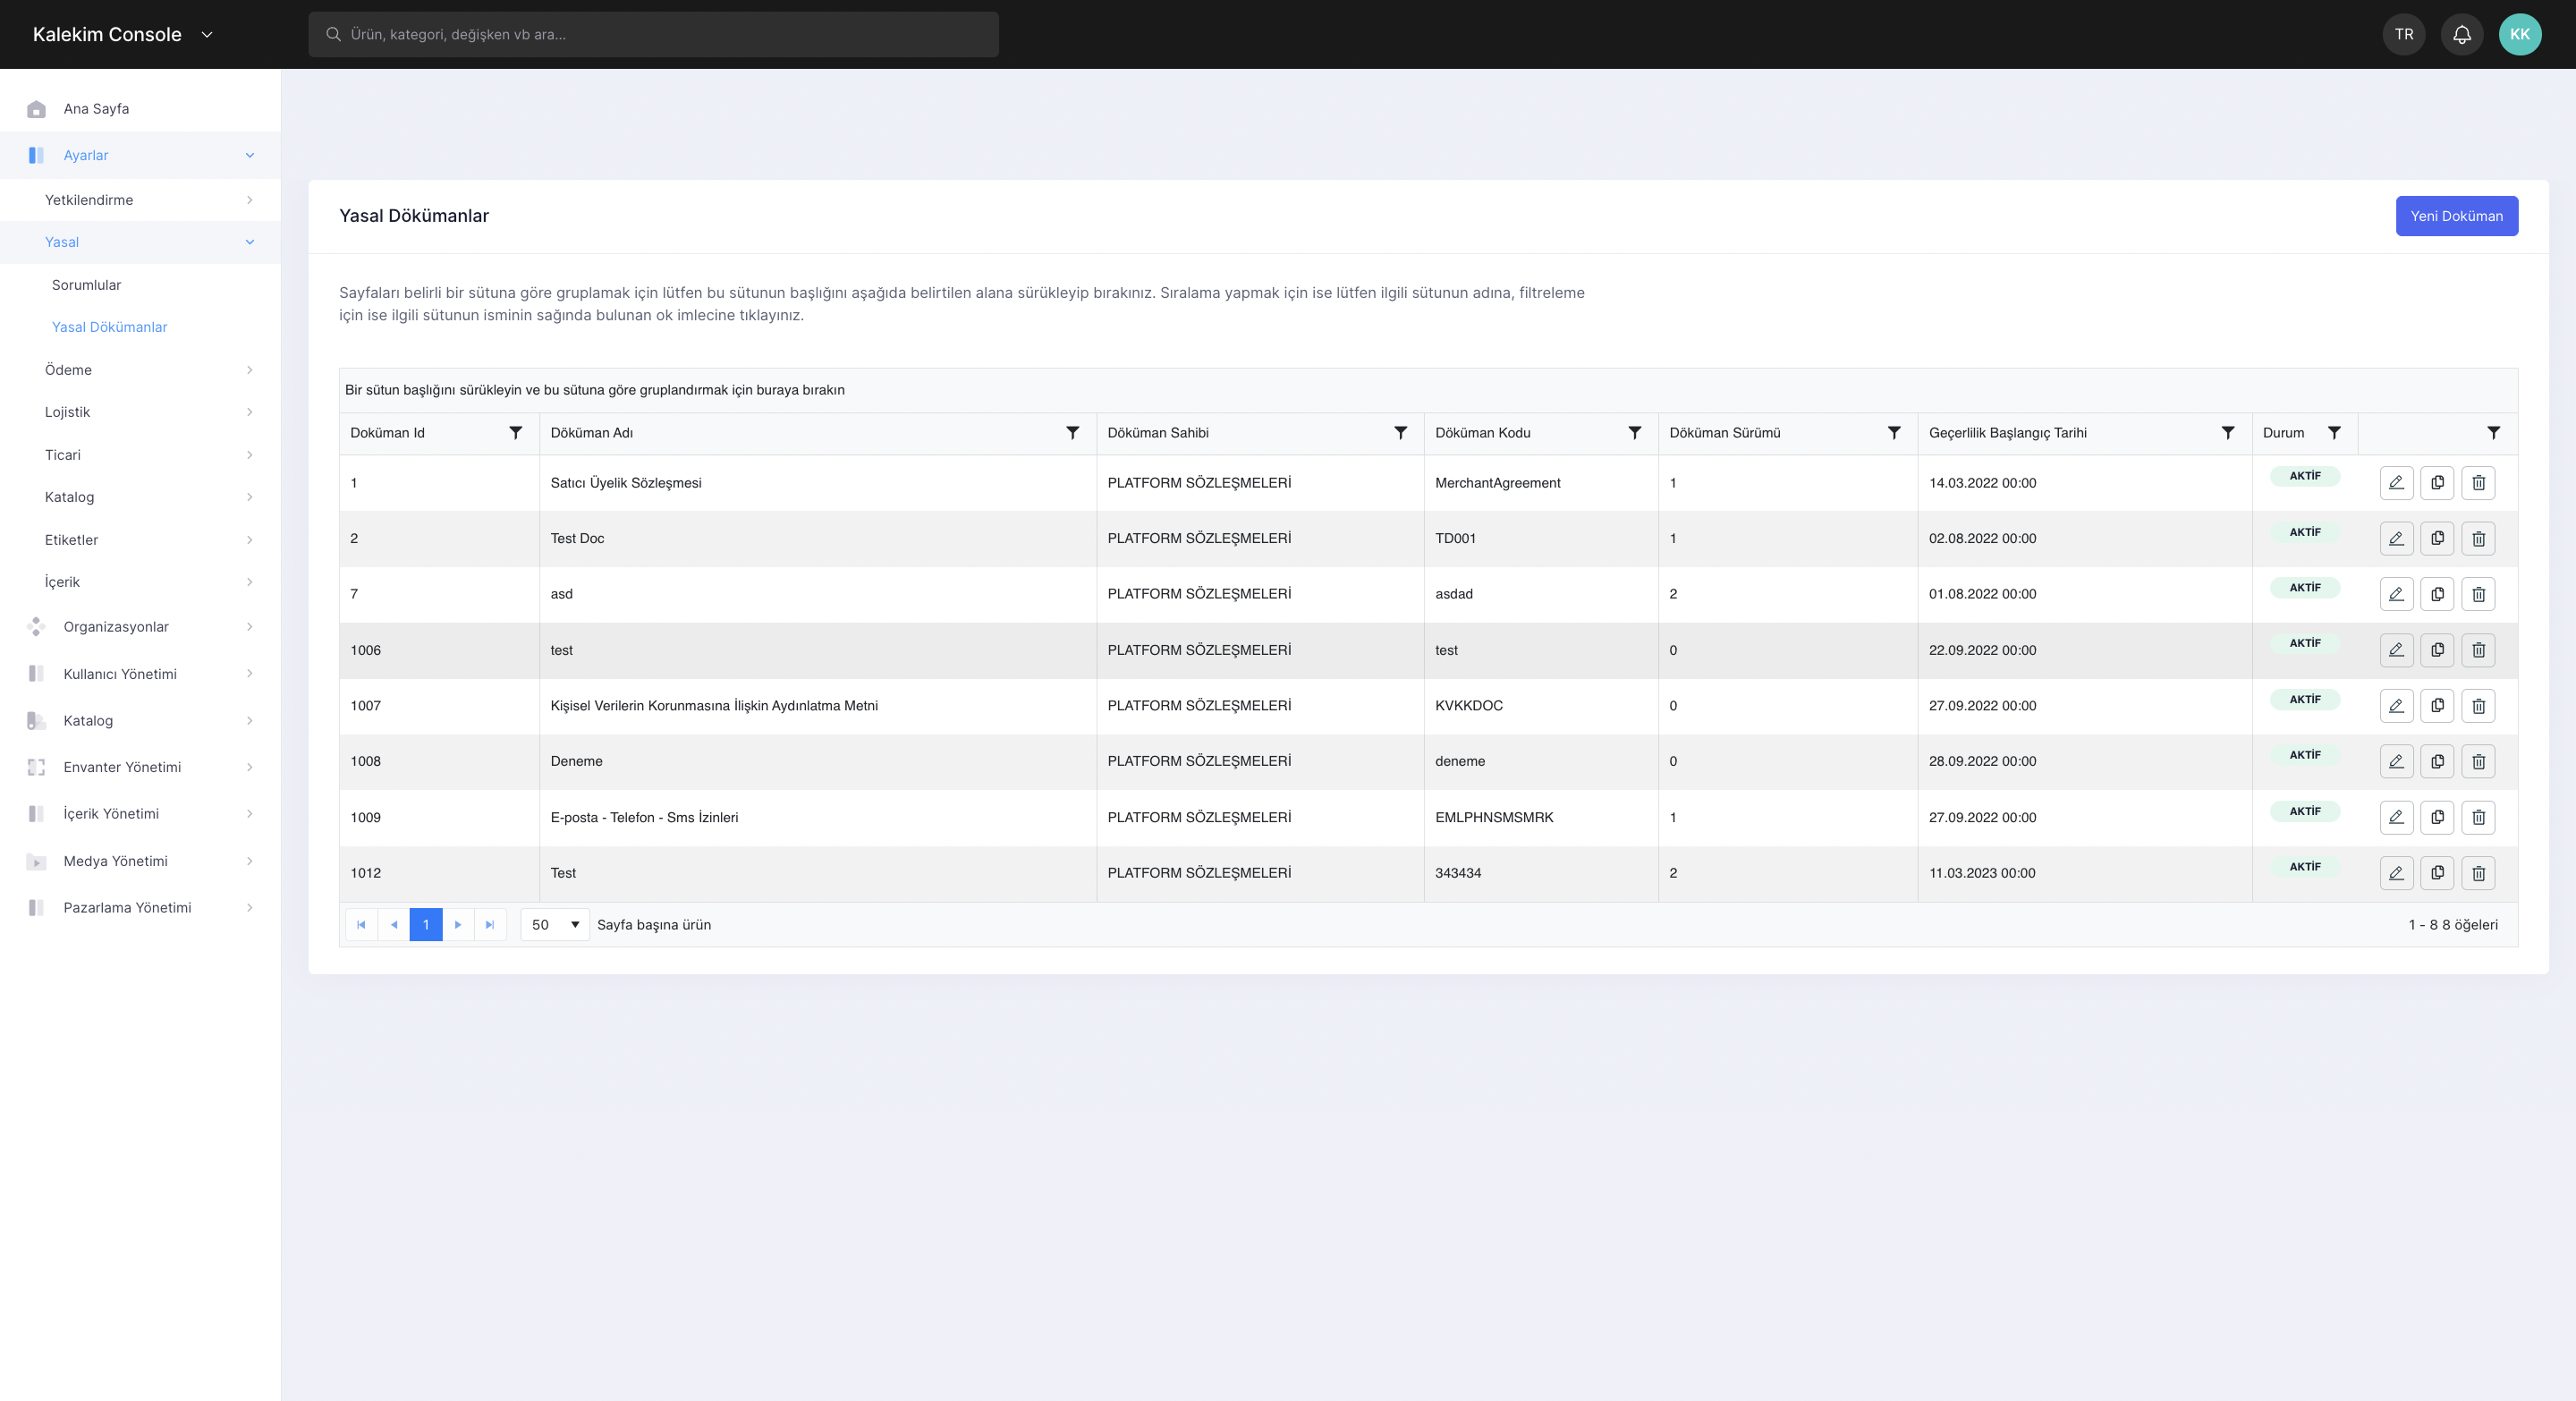 Kalekim Console
Ürün, kategori, değişken vb ara...
TR
KK
Ana Sayfa
Ayarlar
Yetkilendirme
Yasal
Sorumlular
Yasal Dökümanlar
Ödeme
Lojistik
Ticari
Katalog
Etiketler
İçerik
Organizasyonlar
Kullanıcı Yönetimi
Katalog
Envanter Yönetimi
İçerik Yönetimi
Medya Yönetimi
Pazarlama Yönetimi
Yasal Dökümanlar
Yeni Doküman
Sayfaları belirli bir sütuna göre gruplamak için lütfen bu sütunun başlığını aşağıda belirtilen alana sürükleyip bırakınız. Sıralama yapmak için ise lütfen ilgili sütunun adına, filtreleme
için ise ilgili sütunun isminin sağında bulunan ok imlecine tıklayınız.
Bir sütun başlığını sürükleyin ve bu sütuna göre gruplandırmak için buraya bırakın
Doküman Id Döküman Adı Döküman Sahibi Döküman Kodu Döküman Sürümü Geçerlilik Başlangıç Tarihi Durum
1 Satıcı Üyelik Sözleşmesi PLATFORM SÖZLEŞMELERİ MerchantAgreement 1 14.03.2022 00:00 AKTİF
2 Test Doc PLATFORM SÖZLEŞMELERİ TD001 1 02.08.2022 00:00 AKTİF
7 asd PLATFORM SÖZLEŞMELERİ asdad 2 01.08.2022 00:00 AKTİF
1006 test PLATFORM SÖZLEŞMELERİ test 0 22.09.2022 00:00 AKTİF
1007 Kişisel Verilerin Korunmasına İlişkin Aydınlatma Metni PLATFORM SÖZLEŞMELERİ KVKKDOC 0 27.09.2022 00:00 AKTİF
1008 Deneme PLATFORM SÖZLEŞMELERİ deneme 0 28.09.2022 00:00 AKTİF
1009 E-posta - Telefon - Sms İzinleri PLATFORM SÖZLEŞMELERİ EMLPHNSMSMRK 1 27.09.2022 00:00 AKTİF
1012 Test PLATFORM SÖZLEŞMELERİ 343434 2 11.03.2023 00:00 AKTİF
1 50 Sayfa başına ürün 1 - 8 8 öğeleri